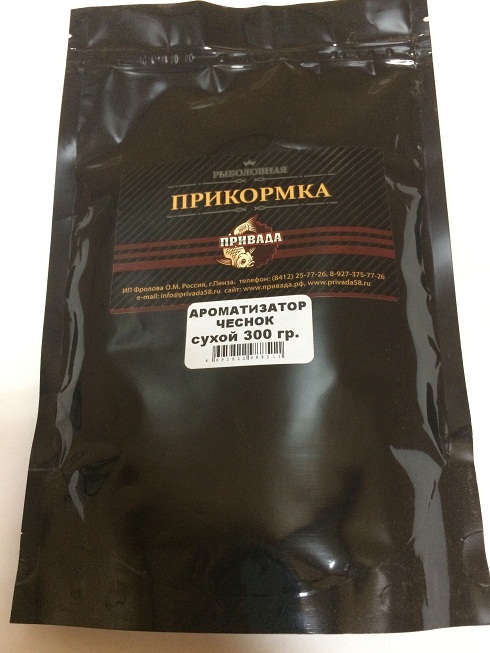 РЫБОЛОВНАЯ
ПРИКОРМКА
ПРИВАДА
ИП Фролова О.М. Россия, г.Пенза. телефон: (8412) 25-77-26, 8-927-375-77-26
e-mail: info@privada58.ru сайт: www.привада.рф, www.privada58.ru
АРОМАТИЗАТОР
ЧЕСНОК
сухой 300 гр.